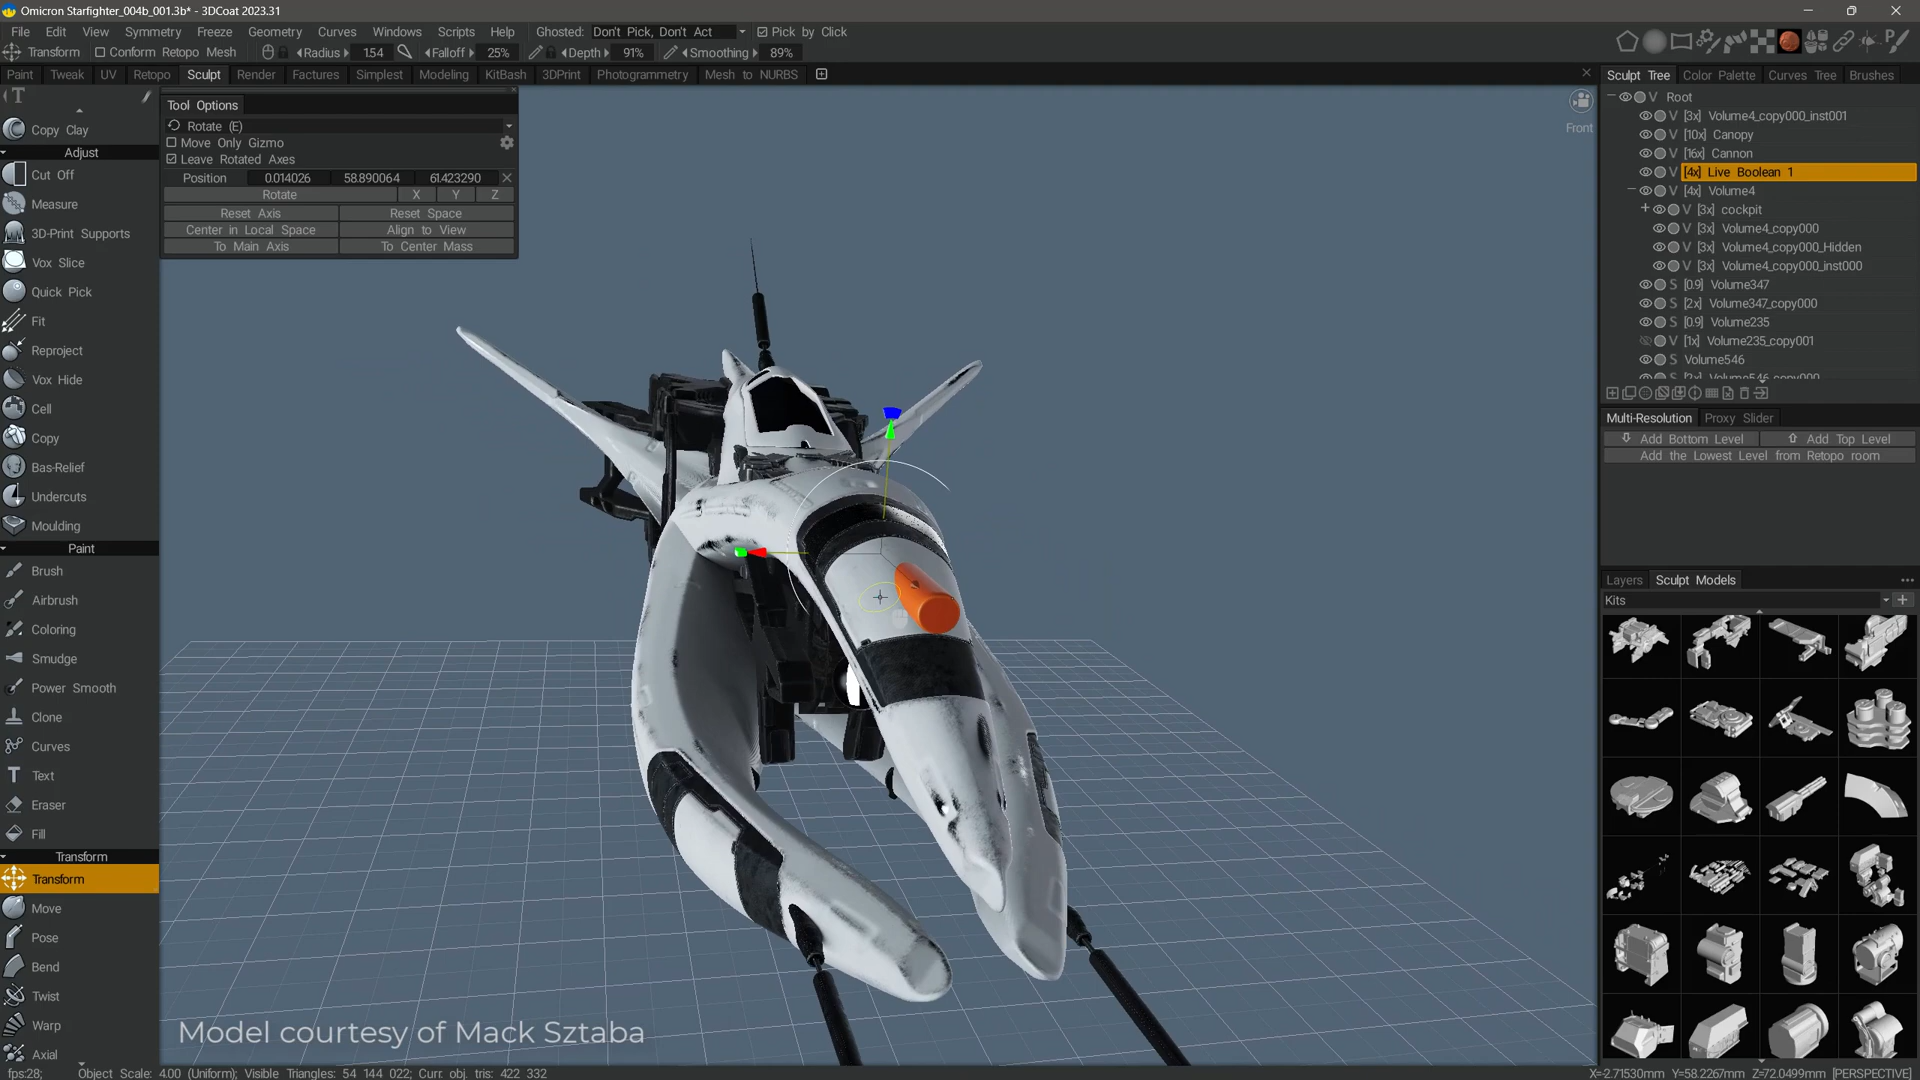 Omicron Starfighter_004b_001.3b* - 3DCoat 2023.31
File Edit View Symmetry Freeze Geometry Curves Windows Scripts Help Ghosted: Don't Pick, Don't Act Pick by Click
Transform Conform Retopo Mesh Radius 1.54 Falloff 25% Depth 91% Smoothing 89%
Paint Tweak UV Retopo Sculpt Render Factures Simplest Modeling KitBash 3DPrint Photogrammetry Mesh to NURBS
Copy Clay
Adjust
Cut Off
Measure
3D-Print Supports
Vox Slice
Quick Pick
Fit
Reproject
Vox Hide
Cell
Copy
Bas-Relief
Undercuts
Moulding
Paint
Brush
Airbrush
Coloring
Smudge
Power Smooth
Clone
Curves
Text
Eraser
Fill
Transform
Transform
Move
Pose
Bend
Twist
Warp
Axial
Tool Options
Rotate (E)
Move Only Gizmo
Leave Rotated Axes
Position 0.014026 58.890064 61.423290
Rotate X Y Z
Reset Axis Reset Space
Center in Local Space Align to View
To Main Axis To Center Mass
Front
Model courtesy of Mack Sztaba
Sculpt Tree Color Palette Curves Tree Brushes
V Root
V [3x] Volume4_copy000_inst001
V [10x] Canopy
V [16x] Cannon
V [4x] Live Boolean 1
V [4x] Volume4
V [3x] cockpit
V [3x] Volume4_copy000
V [3x] Volume4_copy000_Hidden
V [3x] Volume4_copy000_inst000
S [0.9] Volume347
S [2x] Volume347_copy000
S [0.9] Volume235
V [1x] Volume235_copy001
S Volume546
S [2x] Volume546_copy000
Multi-Resolution Proxy Slider
Add Bottom Level Add Top Level
Add the Lowest Level from Retopo room
Layers Sculpt Models
Kits
fps:28; Object Scale: 4.00 (Uniform); Visible Triangles: 54 144 022; Curr. obj. tris: 422 332
X=-2.71530mm Y=58.2267mm Z=72.0499mm [PERSPECTIVE]